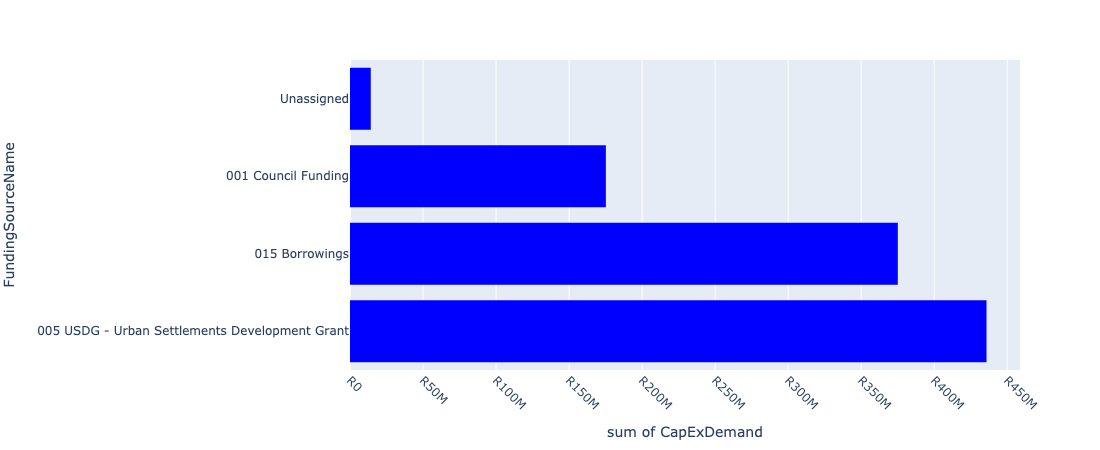 FundingSourceName
Unassigned
001 Council Funding
015 Borrowings
005 USDG - Urban Settlements Development Grant
R0
R50M
R100M
R150M
R200M
R250M
R300M
R350M
R400M
R450M
sum of CapExDemand